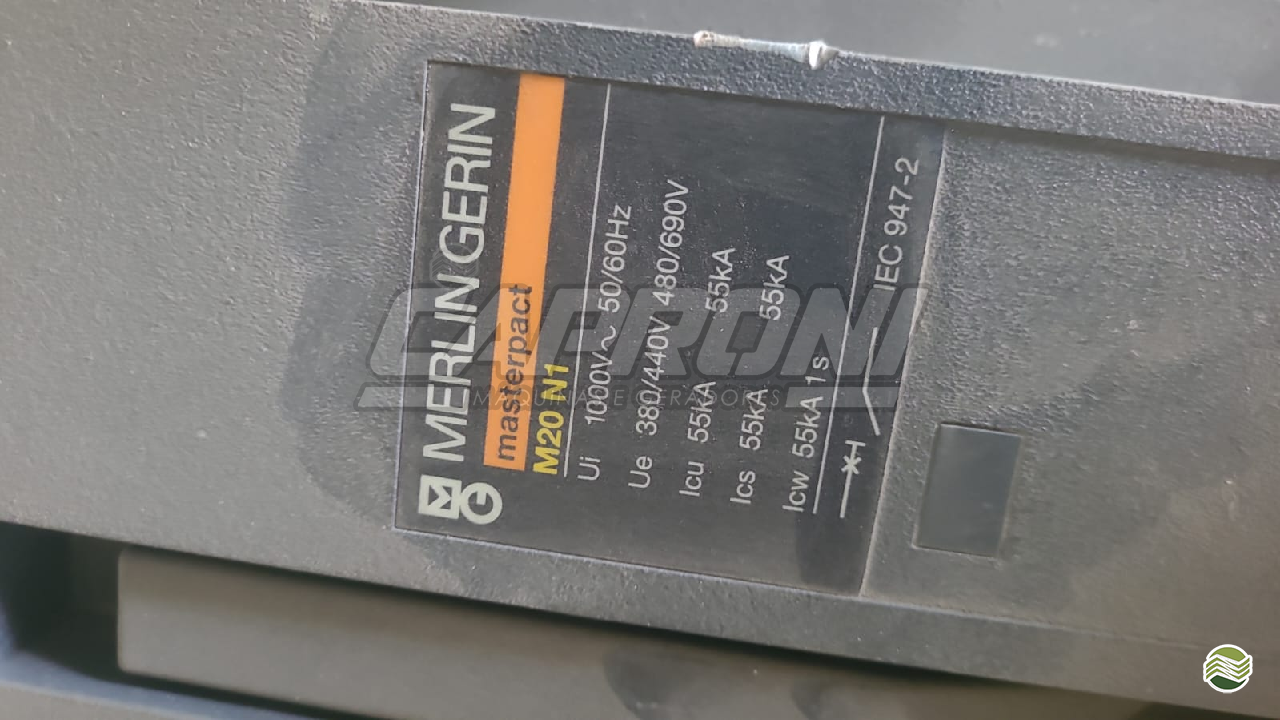 MERLIN GERIN
masterpact
M20 N1
Ui 1000V~ 50/60Hz
Ue 380/440V 480/690V
Icu 55kA 55kA
Ics 55kA 55kA
Icw 55kA 1s
IEC 947-2
CAPRONI
MÁQUINAS E GERADORES